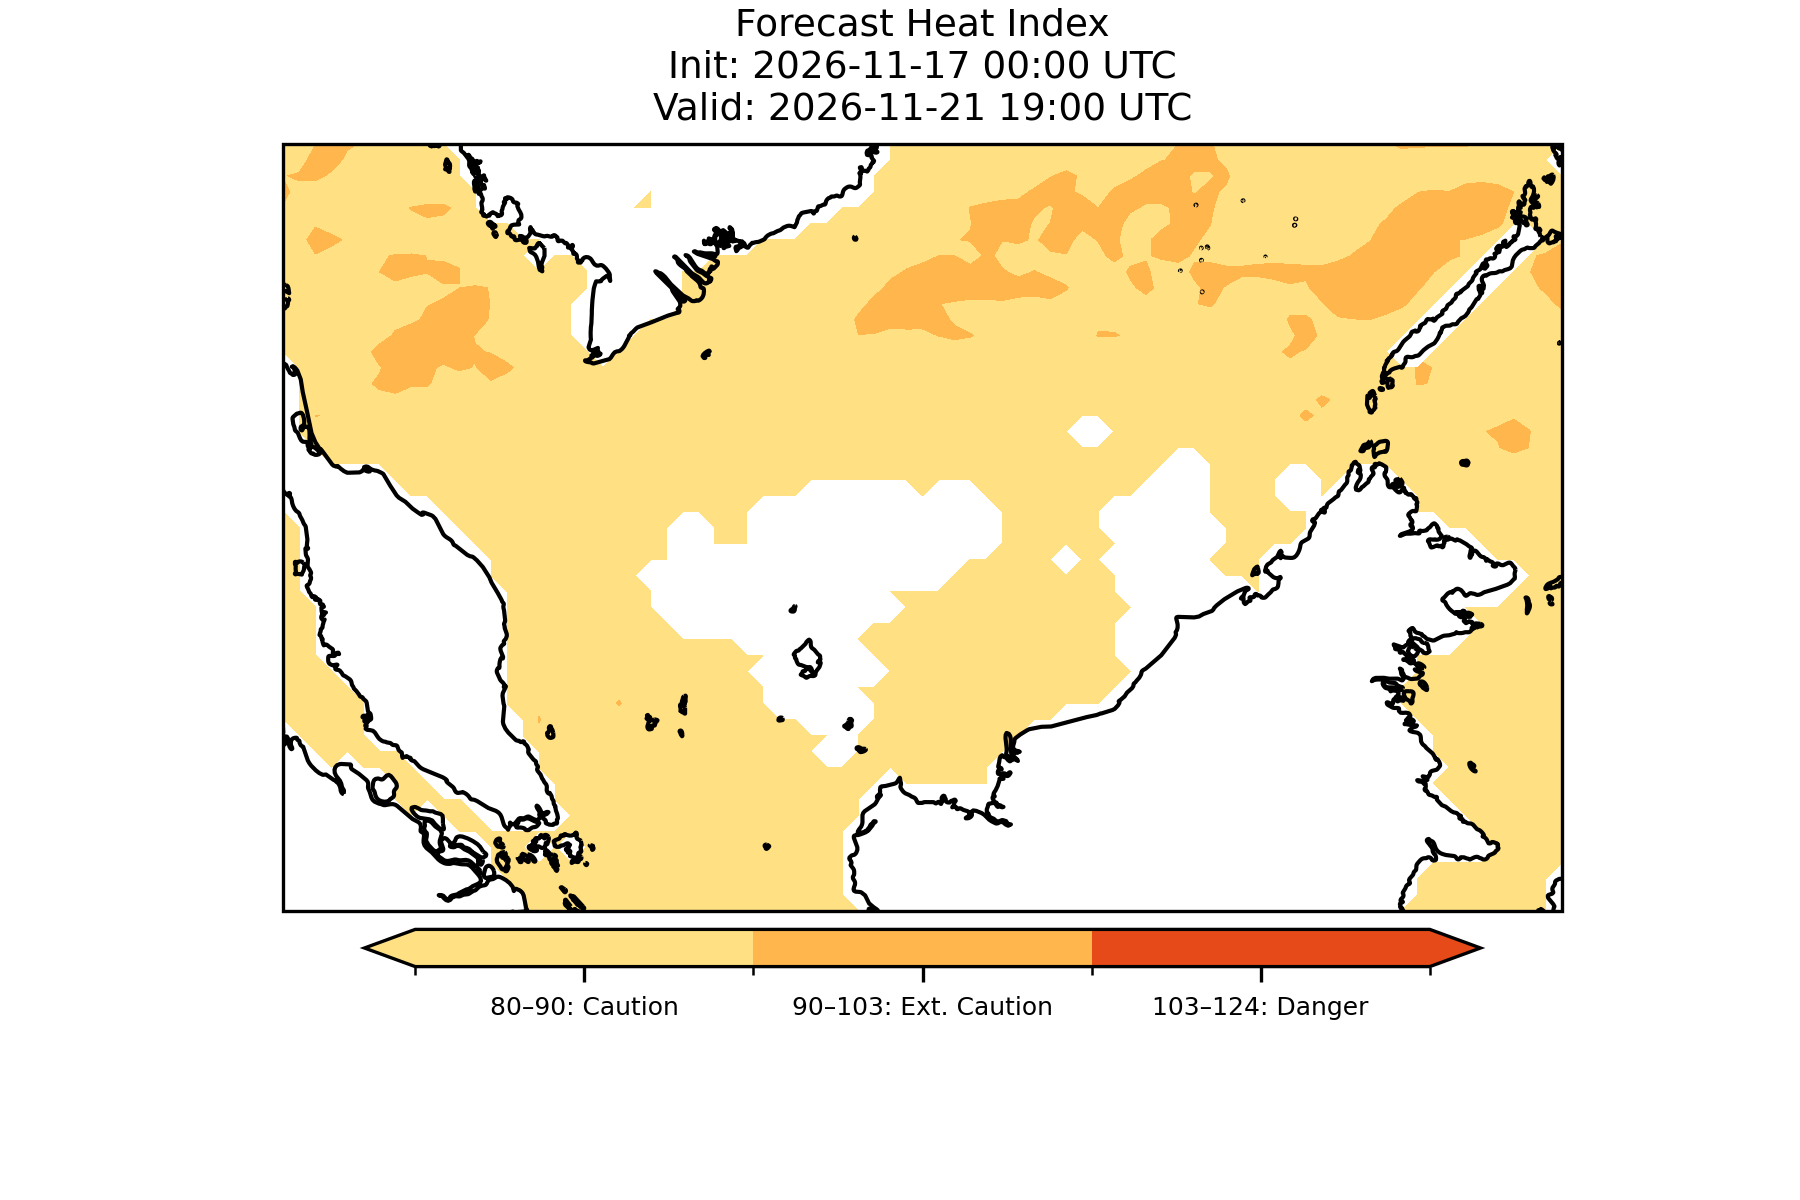 Forecast Heat Index
Init: 2026-11-17 00:00 UTC
Valid: 2026-11-21 19:00 UTC
80–90: Caution
90–103: Ext. Caution
103–124: Danger